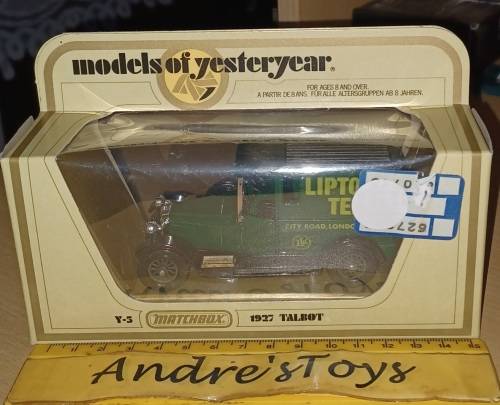 models of yesteryear®
FOR AGES 8 AND OVER.
A PARTIR DE 8 ANS. FÜR ALLE ALTERSGRUPPEN AB 8 JAHREN.
LIPTO
TE
CITY ROAD, LONDO
Y-5 MATCHBOX 1927 TALBOT
Andre'sToys